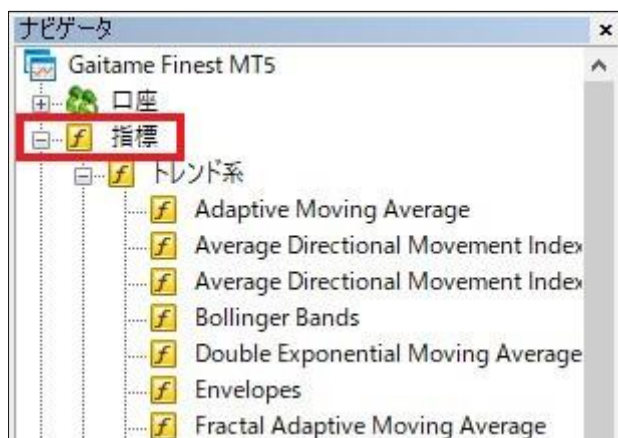 ナビゲータ
Gaitame Finest MT5
口座
指標
トレンド系
Adaptive Moving Average
Average Directional Movement Index
Average Directional Movement Index
Bollinger Bands
Double Exponential Moving Average
Envelopes
Fractal Adaptive Moving Average